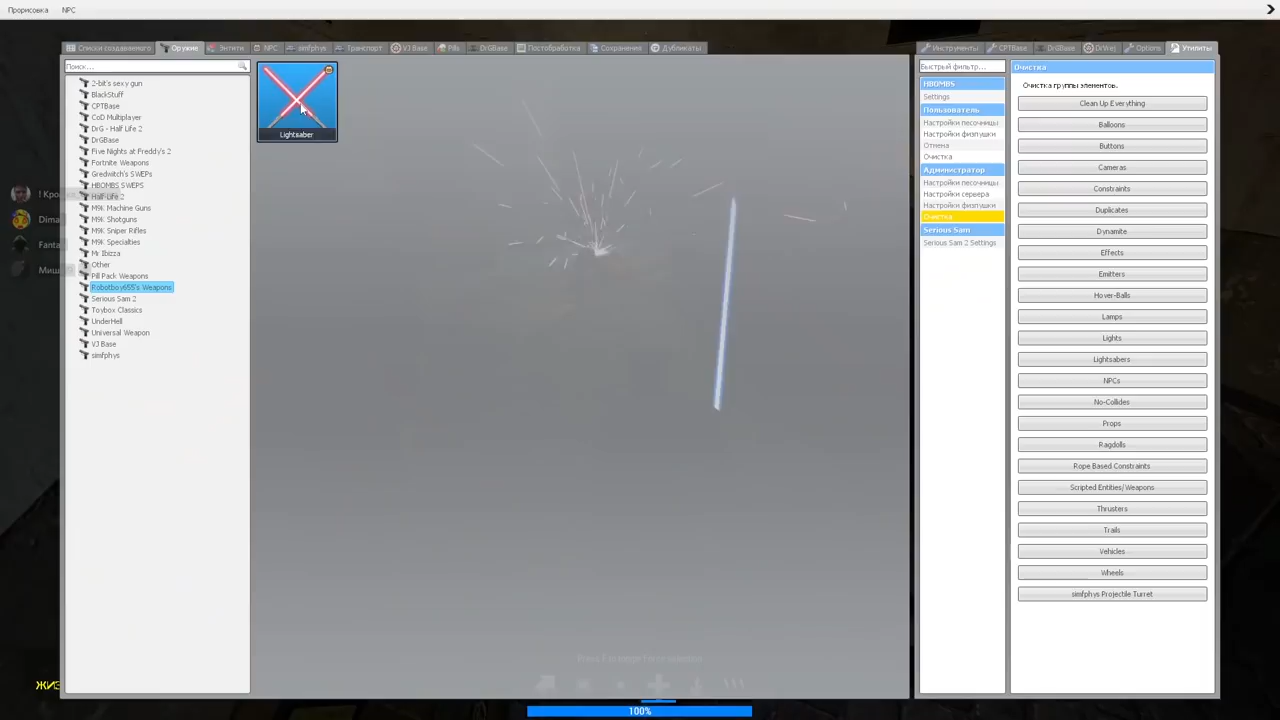 Прорисовка NPC
Списки создаваемого Оружие Энтити NPC simfphys Транспорт VJ Base Pills DrGBase Постобработка Сохранения Дубликаты
Поиск...
2-bit's sexy gun
BlackStuff
CPTBase
CoD Multiplayer
DrG - Half Life 2
DrGBase
Five Nights at Freddy's 2
Fortnite Weapons
Gredwitch's SWEPs
HBOMBS SWEPS
Half-Life 2
M9K Machine Guns
M9K Shotguns
M9K Sniper Rifles
M9K Specialties
Mr Ibizza
Other
Pill Pack Weapons
Robotboy655's Weapons
Serious Sam 2
Toybox Classics
UnderHell
Universal Weapon
VJ Base
simfphys
! Кро
Dima
Fanta
Миш
Lightsaber
100%
Инструменты CPTBase DrGBase Options Утилиты
Быстрый фильтр...
HBOMBS
Settings
Пользователь
Настройки песочницы
Настройки физпушки
Отмена
Очистка
Администратор
Настройки песочницы
Настройки сервера
Настройки физпушки
Очистка
Serious Sam
Serious Sam 2 Settings
Очистка
Очистка группы элементов.
Clean Up Everything
Balloons
Buttons
Cameras
Constraints
Duplicates
Dynamite
Effects
Emitters
Hover-Balls
Lamps
Lights
Lightsabers
NPCs
No-Collides
Props
Ragdolls
Rope Based Constraints
Scripted Entities/Weapons
Thrusters
Trails
Vehicles
Wheels
simfphys Projectile Turret